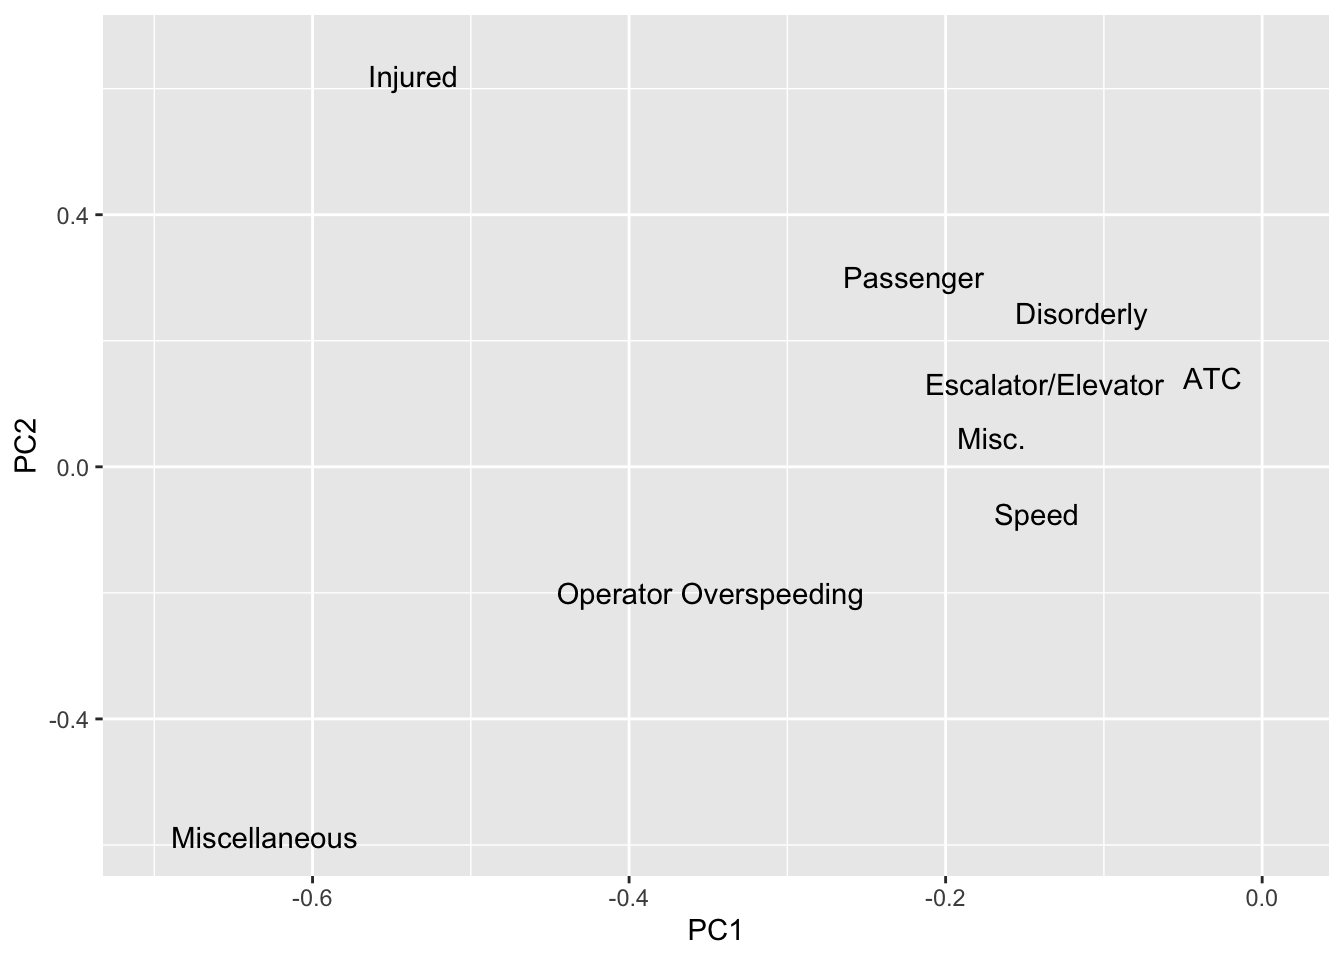 Injured
0.4
Passenger
Disorderly
ATC
Escalator/Elevator
Misc.
PC2
0.0
Speed
Operator Overspeeding
-0.4
Miscellaneous
-0.6 -0.4 -0.2 0.0
PC1